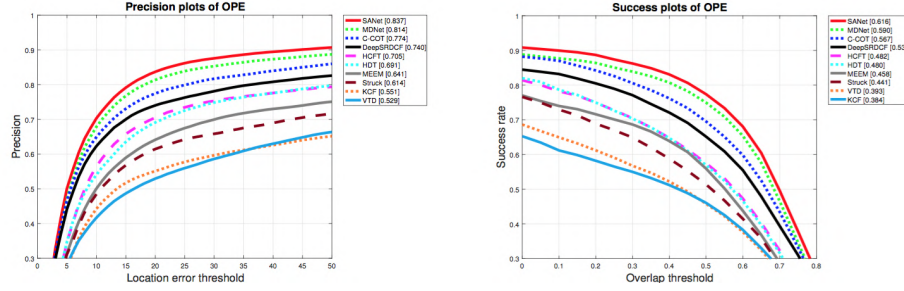 Precision plots of OPE
Precision
0.9
0.8
0.7
0.6
0.5
0.4
0.3
0
5
10
15
20
25
30
35
40
45
50
Location error threshold
SANet [0.837]
MDNet [0.814]
C-COT [0.774]
DeepSRDCF [0.740]
HCFT [0.705]
HDT [0.691]
MEEM [0.641]
Struck [0.614]
KCF [0.551]
VTD [0.529]
Success plots of OPE
Success rate
1
0.9
0.8
0.7
0.6
0.5
0.4
0.3
0
0.1
0.2
0.3
0.4
0.5
0.6
0.7
0.8
Overlap threshold
SANet [0.616]
MDNet [0.590]
C-COT [0.567]
DeepSRDCF [0.53
HCFT [0.482]
HDT [0.480]
MEEM [0.458]
Struck [0.441]
VTD [0.393]
KCF [0.384]